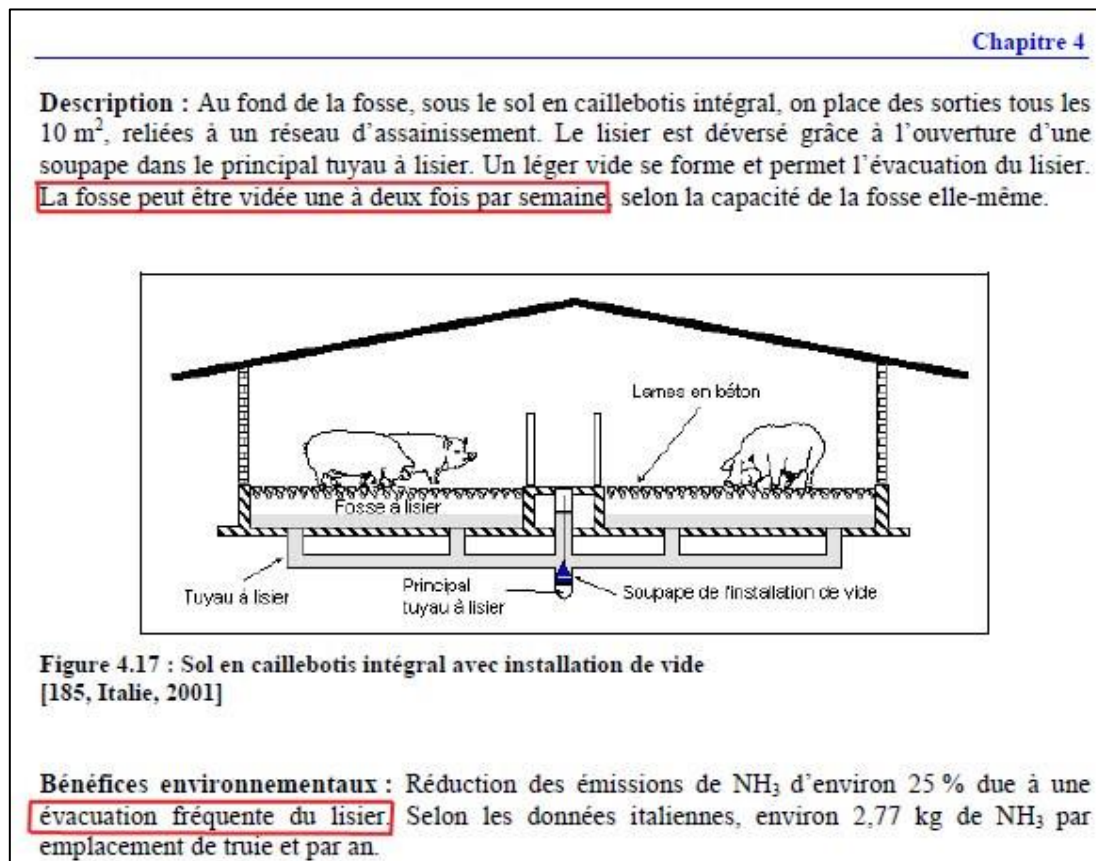 Chapitre 4
Description : Au fond de la fosse, sous le sol en caillebotis intégral, on place des sorties tous les
10 m², reliées à un réseau d'assainissement. Le lisier est déversé grâce à l'ouverture d'une
soupape dans le principal tuyau à lisier. Un léger vide se forme et permet l'évacuation du lisier.
La fosse peut être vidée une à deux fois par semaine, selon la capacité de la fosse elle-même.
Lames en béton
Fosse à lisier
Tuyau à lisier
Principal
tuyau à lisier
Soupape de l'installation de vide
Figure 4.17 : Sol en caillebotis intégral avec installation de vide
[185, Italie, 2001]
Bénéfices environnementaux : Réduction des émissions de NH₃ d'environ 25 % due à une
évacuation fréquente du lisier. Selon les données italiennes, environ 2,77 kg de NH₃ par
emplacement de truie et par an.